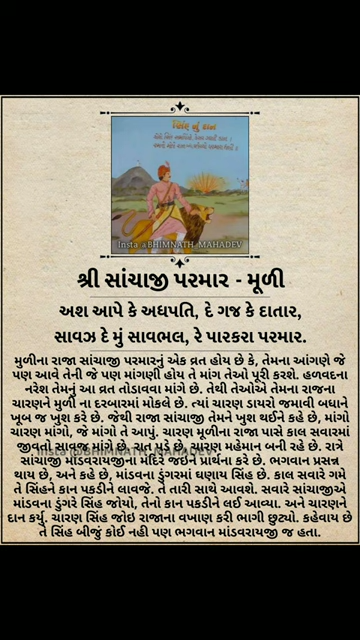 સિંહ નું દાન
Insta @BHIMNATH_MAHADEV
શ્રી સાંચાજી પરમાર - મૂળી
અશ આપે કે અધપતિ, દે ગજ કે દાતાર,
સાવઝ દે મું સાવભલ, રે પારકરા પરમાર.
મુળીના રાજા સાંચાજી પરમારનું એક વ્રત હોય છે કે, તેમના આંગણે જે
પણ આવે તેની જે પણ માંગણી હોય તે માંગ તેઓ પૂરી કરશે. હળવદના
નરેશ તેમનું આ વ્રત તોડાવવા માંગે છે. તેથી તેઓએ તેમના રાજના
ચારણને મુળી ના દરબારમાં મોકલે છે. ત્યાં ચારણ ડાયરો જમાવી બધાને
ખૂબ જ ખુશ કરે છે. જેથી રાજા સાંચાજી તેમને ખુશ થઈને કહે છે, માંગો
ચારણ માંગો, જે માંગો તે આપું. ચારણ મૂળીના રાજા પાસે કાલ સવારમાં
જીવતો સાવજ માંગે છે. રાત પડે છે, ચારણ મહેમાન બની રહે છે. રાત્રે
Insta @BHIMNATH_MAHADEV
સાંચાજી માંડવરાયજીના મંદિરે જઈને પ્રાર્થના કરે છે. ભગવાન પ્રસન્ન
થાય છે, અને કહે છે, માંડવના ડુંગરમાં ઘણાય સિંહ છે. કાલ સવારે ગમે
તે સિંહને કાન પકડીને લાવજે. તે તારી સાથે આવશે. સવારે સાંચાજીએ
માંડવના ડુંગરે સિંહ જોયો, તેનો કાન પકડીને લઈ આવ્યા. અને ચારણને
દાન કર્યુ. ચારણ સિંહ જોઇ રાજાના વખાણ કરી ભાગી છુટ્યો. કહેવાય છે
તે સિંહ બીજું કોઈ નહી પણ ભગવાન માંડવરાયજી જ હતા.